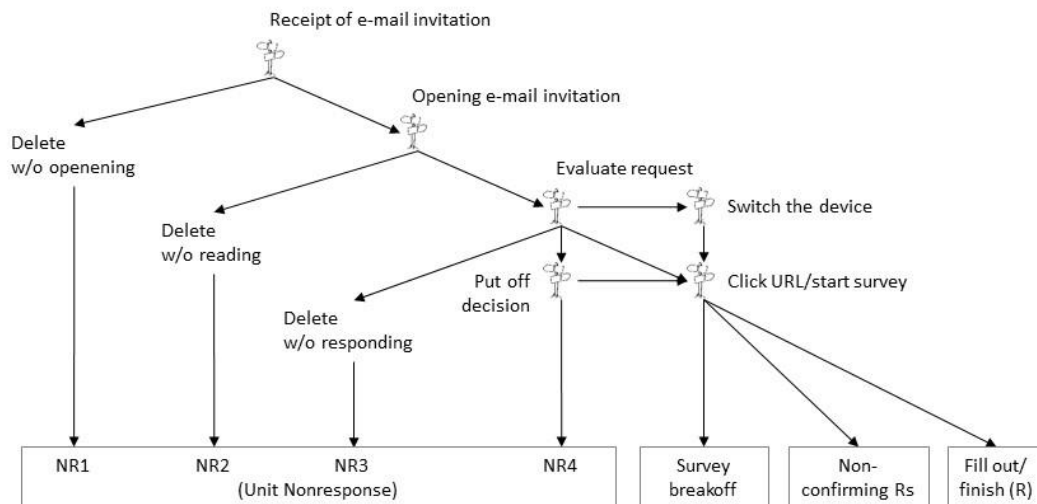 Receipt of e-mail invitation
Opening e-mail invitation
Delete
w/o openening
Evaluate request
Switch the device
Delete
w/o reading
Put off
decision
Click URL/start survey
Delete
w/o responding
NR1
NR2
NR3
NR4
(Unit Nonresponse)
Survey
breakoff
Non-
confirming Rs
Fill out/
finish (R)